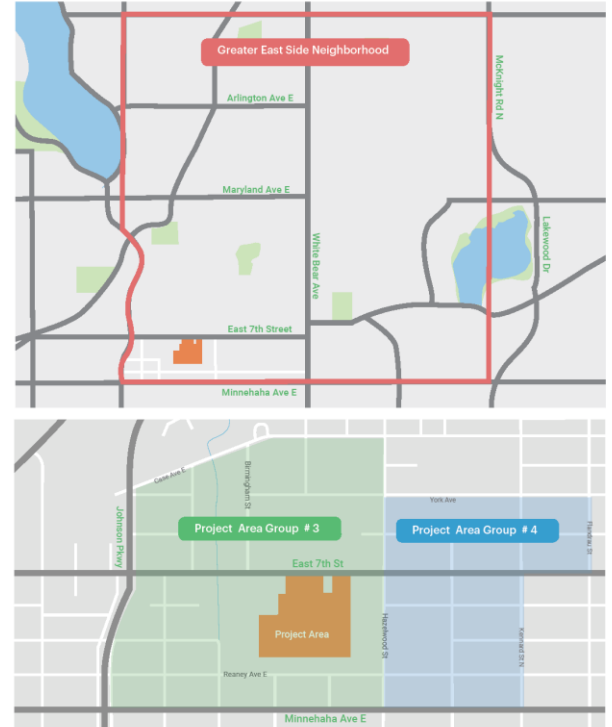 Greater East Side Neighborhood
McKnight Rd N
Arlington Ave E
Maryland Ave E
White Bear Ave
Lakewood Dr
East 7th Street
Minnehaha Ave E
Case Ave E
Birmingham St
York Ave
Johnson Pkwy
Project Area Group # 3
Project Area Group # 4
Flandrau St
East 7th St
Project Area
Hazelwood St
Kennard St N
Reaney Ave E
Minnehaha Ave E